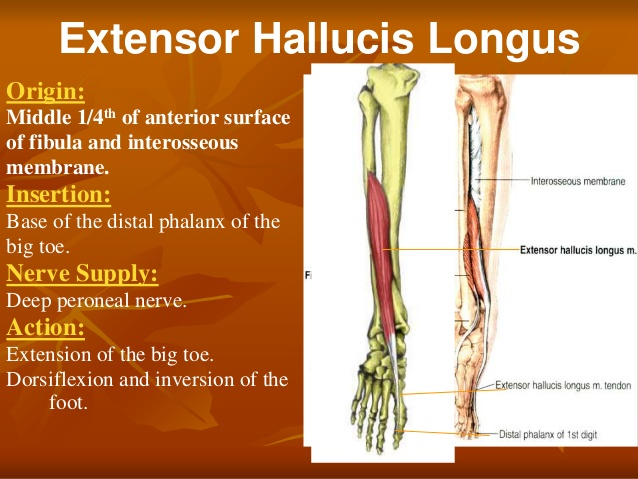 Extensor Hallucis Longus
Origin:
Middle 1/4th of anterior surface
of fibula and interosseous
membrane.
Insertion:
Base of the distal phalanx of the
big toe.
Nerve Supply:
Deep peroneal nerve.
Action:
Extension of the big toe.
Dorsiflexion and inversion of the
foot.
Interosseous membrane
Extensor hallucis longus m.
Extensor hallucis longus m. tendon
Distal phalanx of 1st digit